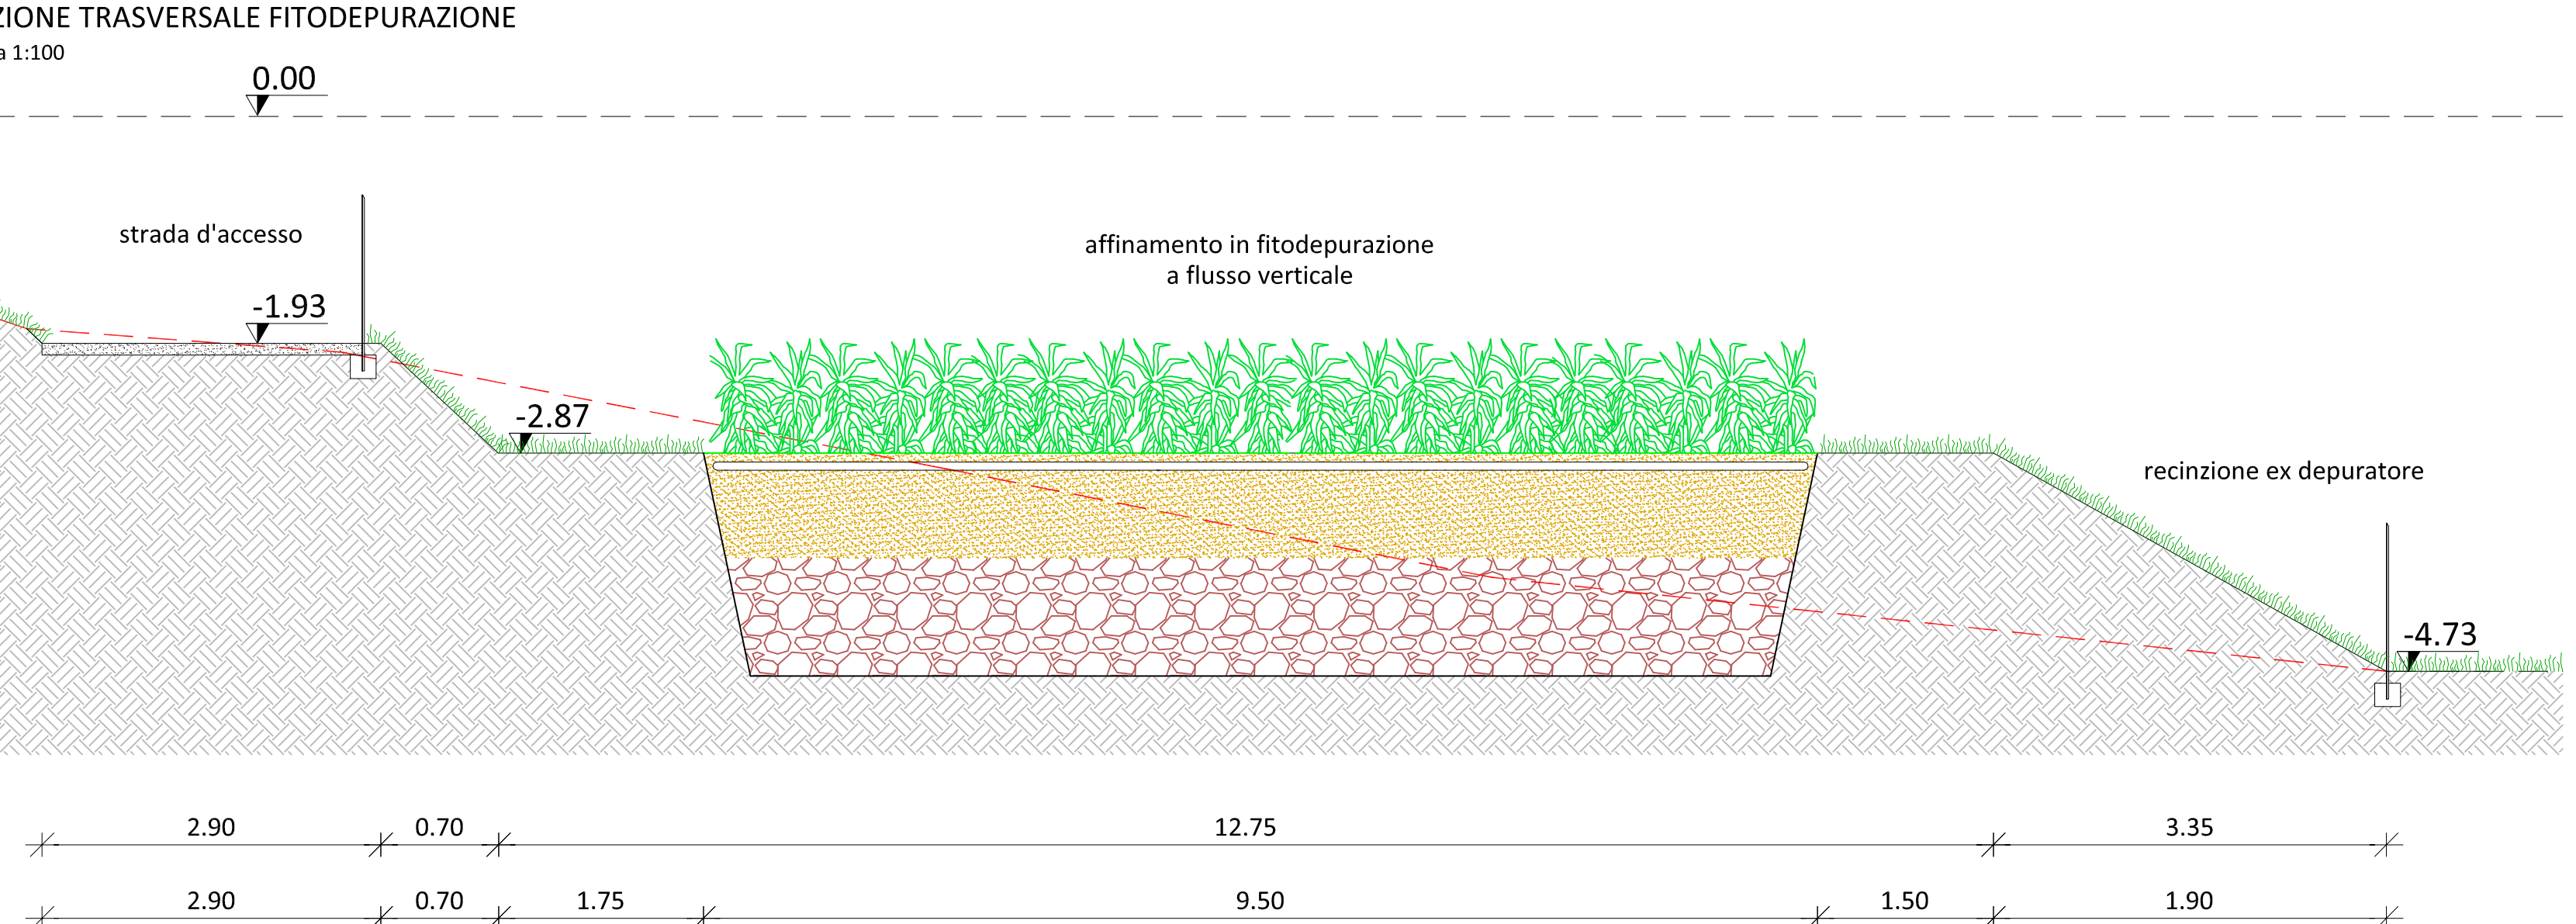 ZIONE TRASVERSALE FITODEPURAZIONE
a 1:100
0.00
strada d'accesso
affinamento in fitodepurazione
a flusso verticale
-1.93
-2.87
recinzione ex depuratore
-4.73
2.90 0.70 12.75 3.35
2.90 0.70 1.75 9.50 1.50 1.90